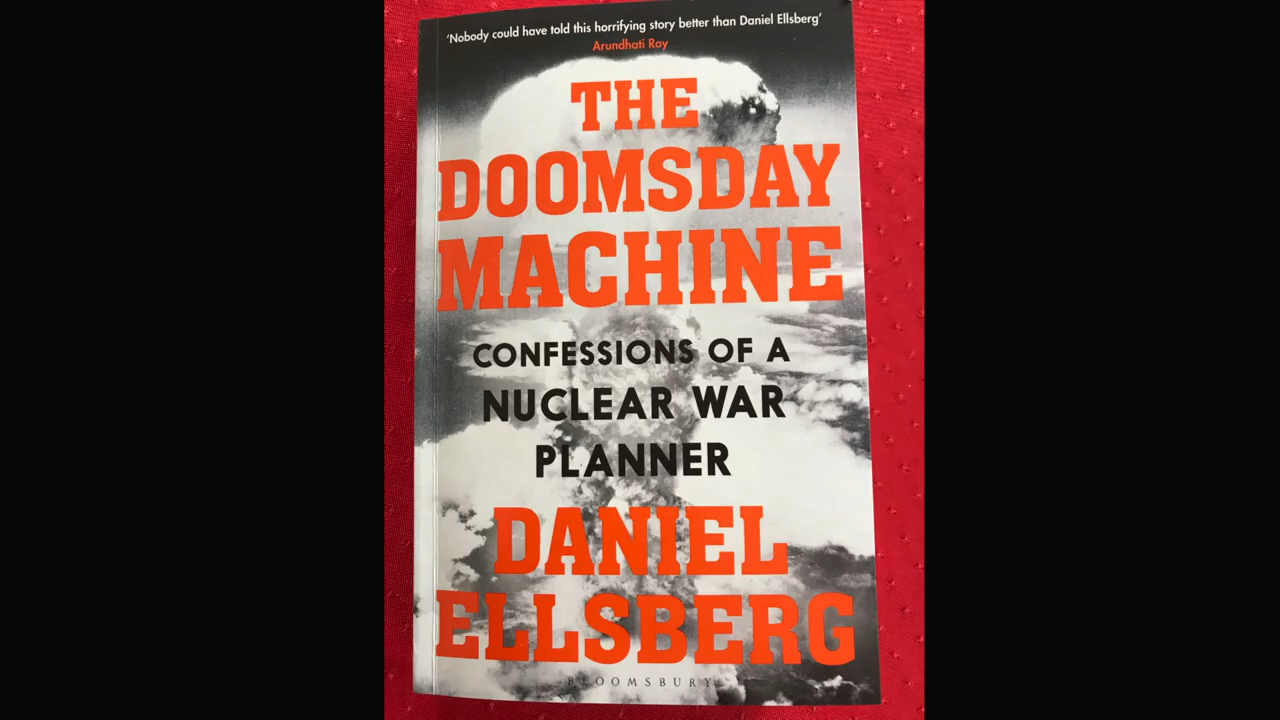 'Nobody could have told this horrifying story better than Daniel Ellsberg'
Arundhati Roy
THE
DOOMSDAY
MACHINE
CONFESSIONS OF A
NUCLEAR WAR
PLANNER
DANIEL
ELLSBERG
BLOOMSBURY